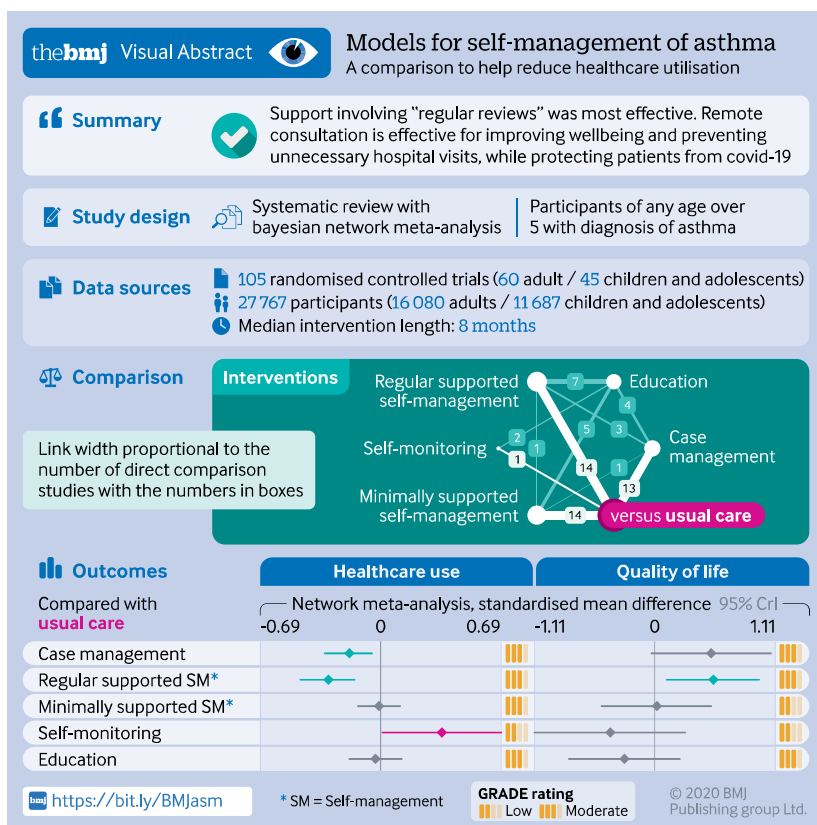 thebmj Visual Abstract
Models for self-management of asthma
A comparison to help reduce healthcare utilisation
Summary
Support involving "regular reviews" was most effective. Remote
consultation is effective for improving wellbeing and preventing
unnecessary hospital visits, while protecting patients from covid-19
Study design
Systematic review with
bayesian network meta-analysis
Participants of any age over
5 with diagnosis of asthma
Data sources
105 randomised controlled trials (60 adult / 45 children and adolescents)
27 767 participants (16 080 adults / 11 687 children and adolescents)
Median intervention length: 8 months
Comparison
Link width proportional to the
number of direct comparison
studies with the numbers in boxes
Interventions
Regular supported
self-management
7
Education
4
5
3
2
Self-monitoring
1
1
Case
management
14
1
13
Minimally supported
self-management
14
versus usual care
Outcomes
Healthcare use
Quality of life
Compared with
usual care
Network meta-analysis, standardised mean difference 95% CrI
-0.69 0 0.69 -1.11 0 1.11
Case management
Regular supported SM*
Minimally supported SM*
Self-monitoring
Education
bmj https://bit.ly/BMJasm
* SM = Self-management
GRADE rating
Low Moderate
© 2020 BMJ
Publishing group Ltd.